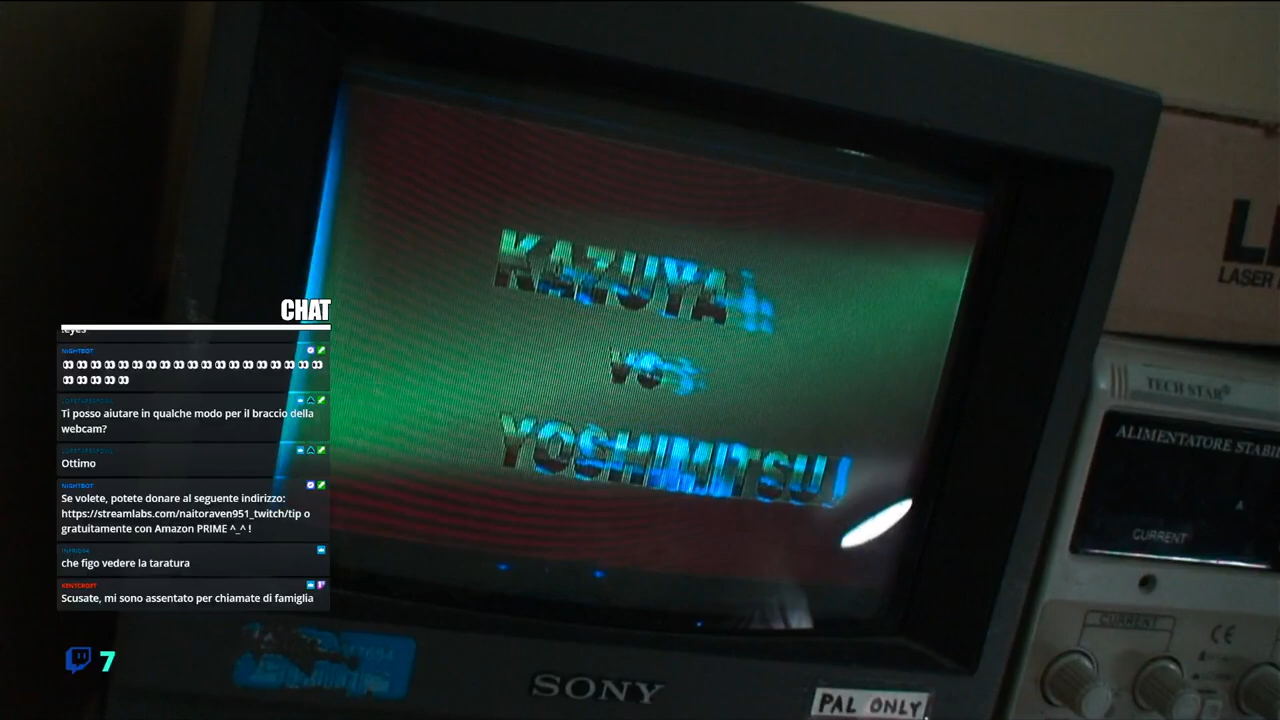 KAZUYA
vs
YOSHIMITSU
CHAT
!eyes
NIGHTBOT
Ti posso aiutare in qualche modo per il braccio della
webcam?
Ottimo
NIGHTBOT
Se volete, potete donare al seguente indirizzo:
https://streamlabs.com/naitoraven951_twitch/tip o
gratuitamente con Amazon PRIME ^_^ !
che figo vedere la taratura
KENTCROFT
Scusate, mi sono assentato per chiamate di famiglia
7
SONY
PAL ONLY
LASER
TECH STAR®
ALIMENTATORE
A
CURRENT
CURRENT
CE